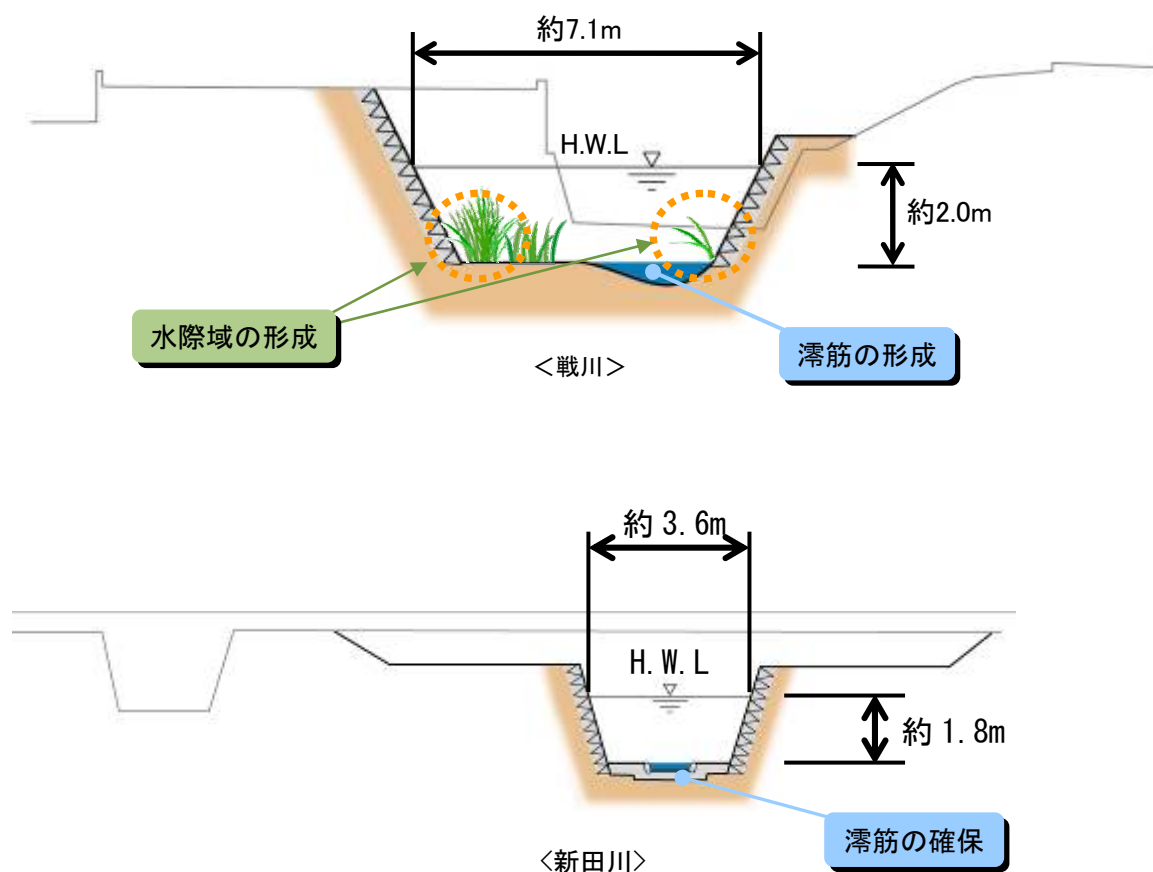 約7.1m
H.W.L
約2.0m
水際域の形成
澪筋の形成
＜戦川＞
約 3.6m
H.W.L
約 1.8m
澪筋の確保
＜新田川＞